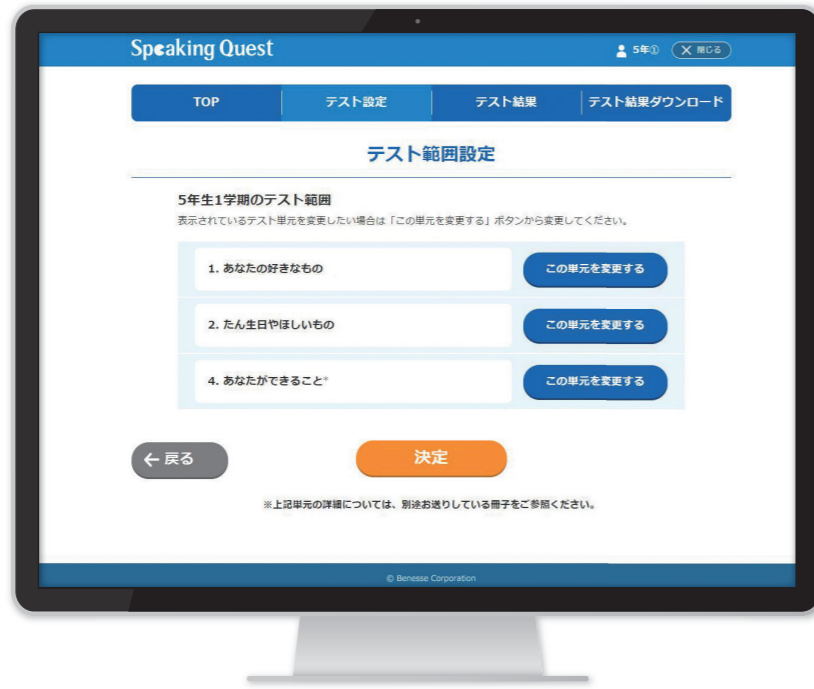 Speaking Quest
5年① × 閉じる
TOP テスト設定 テスト結果 テスト結果ダウンロード
テスト範囲設定
5年生1学期のテスト範囲
表示されているテスト単元を変更したい場合は「この単元を変更する」ボタンから変更してください。
1. あなたの好きなもの この単元を変更する
2. たん生日やほしいもの この単元を変更する
4. あなたができること* この単元を変更する
← 戻る 決定
※上記単元の詳細については、別途お送りしている冊子をご参照ください。
© Benesse Corporation